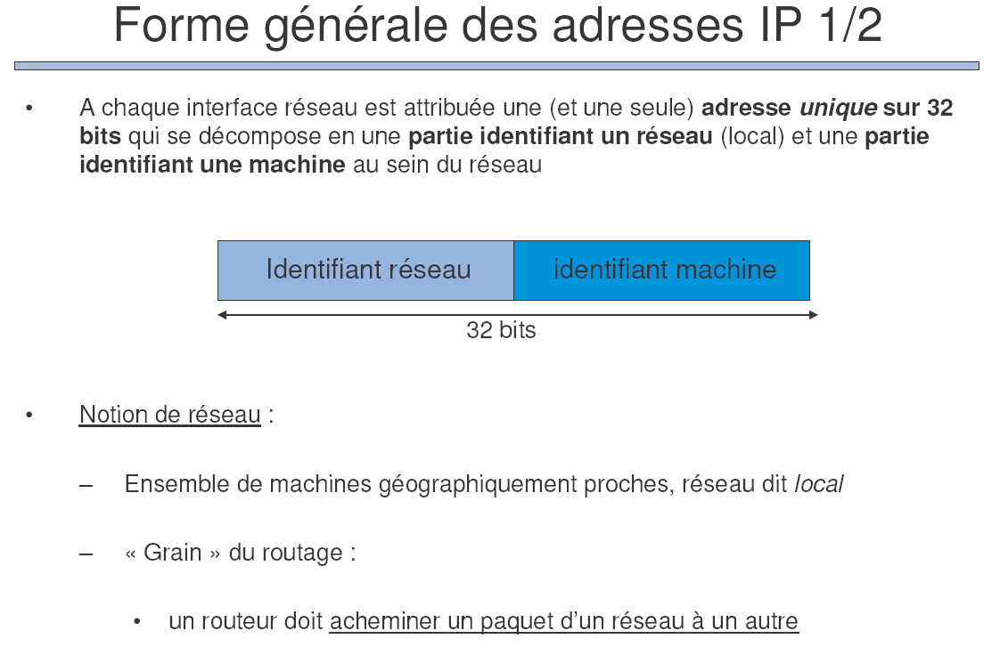 Forme générale des adresses IP 1/2
• A chaque interface réseau est attribuée une (et une seule) adresse unique sur 32
bits qui se décompose en une partie identifiant un réseau (local) et une partie
identifiant une machine au sein du réseau
Identifiant réseau identifiant machine
32 bits
• Notion de réseau :
– Ensemble de machines géographiquement proches, réseau dit local
– « Grain » du routage :
• un routeur doit acheminer un paquet d'un réseau à un autre